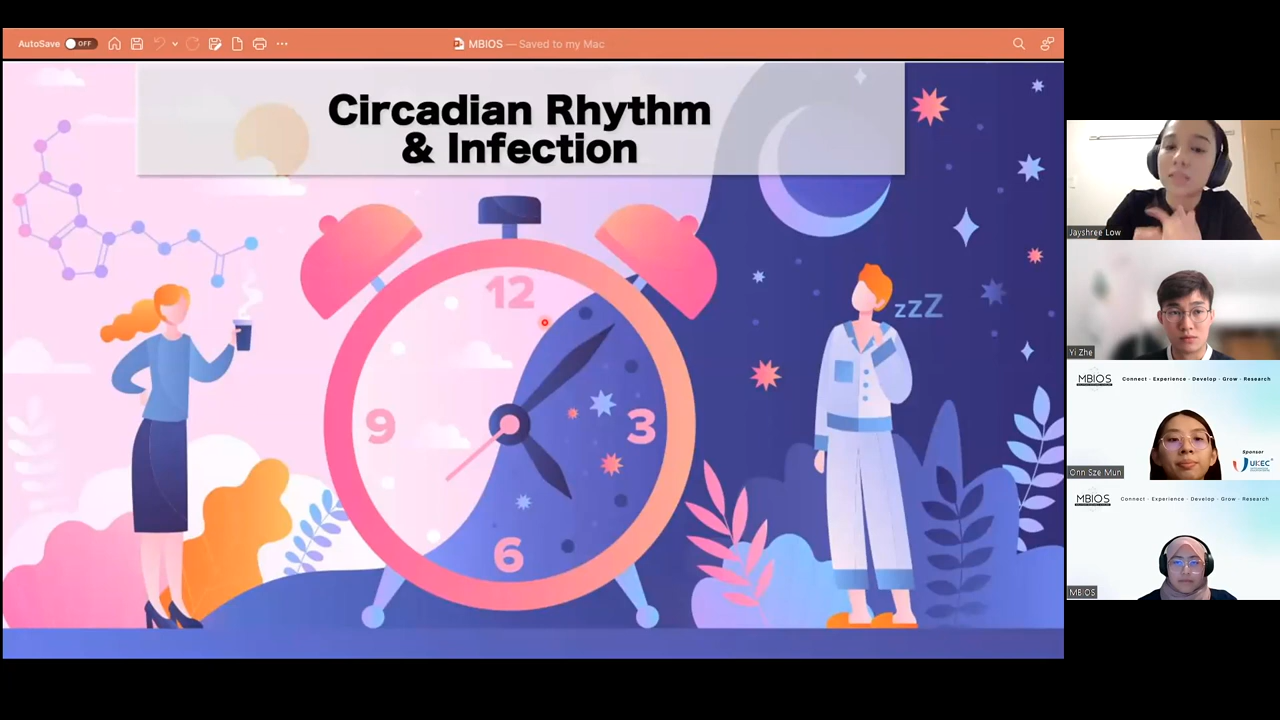 AutoSave OFF
MBIOS — Saved to my Mac
Circadian Rhythm
& Infection
12
9
3
6
zzZ
Jayshree Low
Yi Zhe
MBIOS
Connect - Experience - Develop - Grow - Research
Sponsor
Onn Sze Mun
MBIOS
Connect - Experience - Develop - Grow - Research
MBIOS